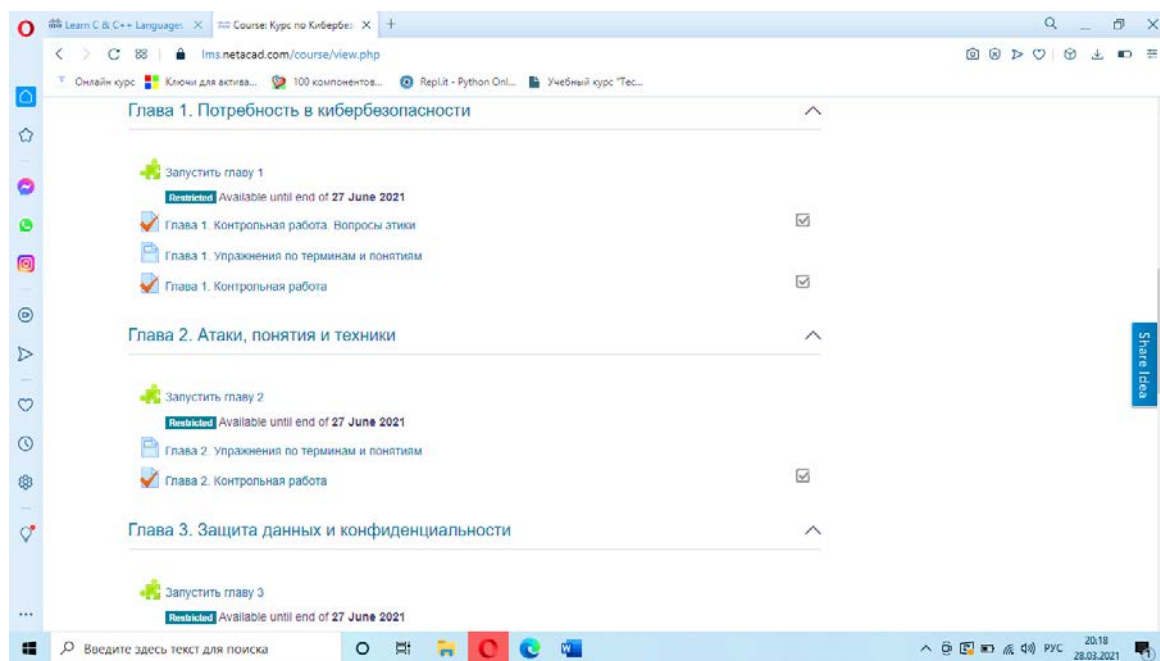 Learn C & C++ Languages
Course: Курс по Кибербез
lms.netacad.com/course/view.php
Онлайн курс
Ключи для актива...
100 компонентов...
Repl.it - Python Onl...
Учебный курс "Тес...
Глава 1. Потребность в кибербезопасности
Запустить главу 1
Restricted Available until end of 27 June 2021
Глава 1. Контрольная работа. Вопросы этики
Глава 1. Упражнения по терминам и понятиям
Глава 1. Контрольная работа
Глава 2. Атаки, понятия и техники
Запустить главу 2
Restricted Available until end of 27 June 2021
Глава 2. Упражнения по терминам и понятиям
Глава 2. Контрольная работа
Глава 3. Защита данных и конфиденциальности
Запустить главу 3
Restricted Available until end of 27 June 2021
Share Idea
Введите здесь текст для поиска
РУС
20:18
28.03.2021